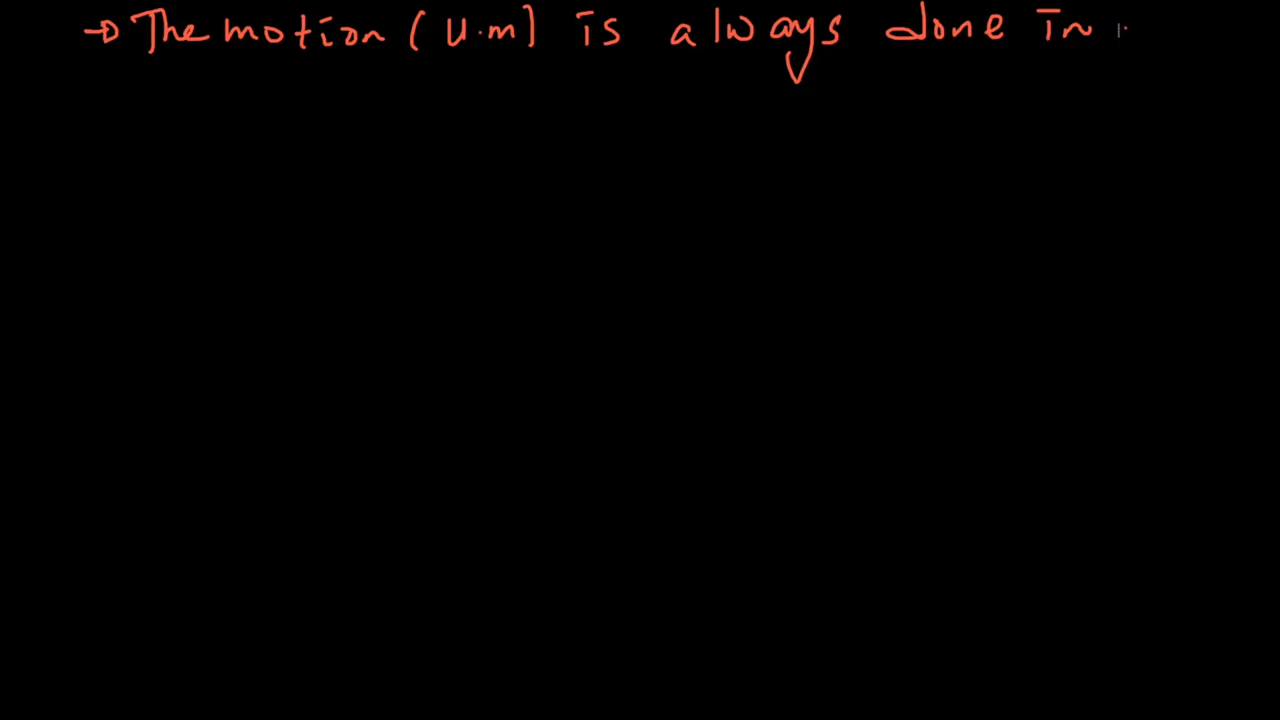 → The motion (U.m) is always done in